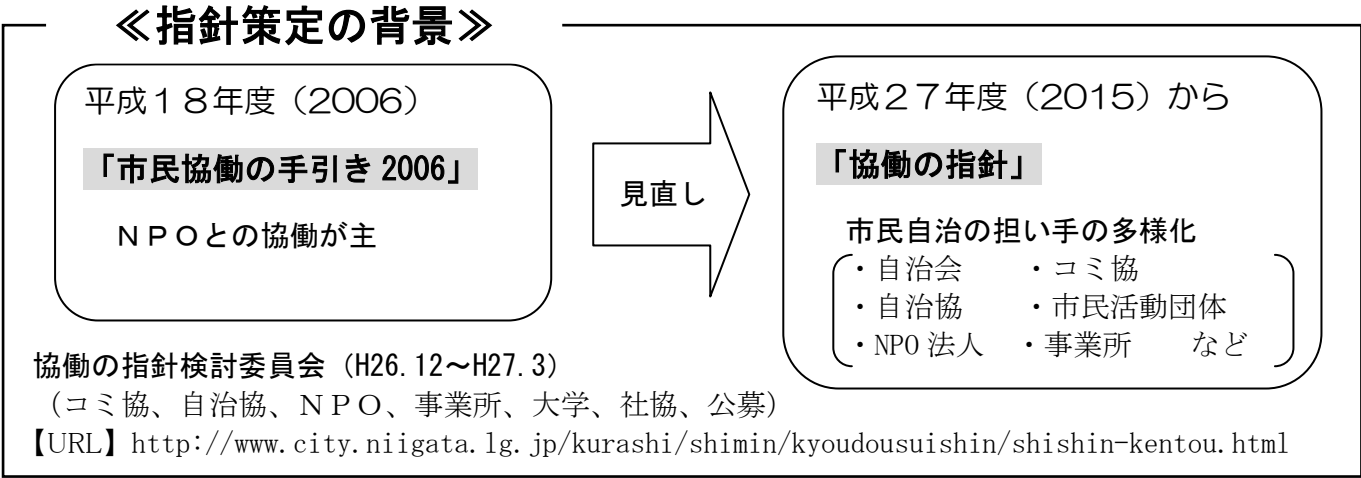 ≪指針策定の背景≫
平成18年度（2006）
「市民協働の手引き 2006」
ＮＰＯとの協働が主
見直し
平成２７年度（2015）から
「協働の指針」
市民自治の担い手の多様化
・自治会　　・コミ協
・自治協　　・市民活動団体
・NPO 法人　・事業所　　など
協働の指針検討委員会（H26.12～H27.3）
（コミ協、自治協、ＮＰＯ、事業所、大学、社協、公募）
【URL】http://www.city.niigata.lg.jp/kurashi/shimin/kyoudousuishin/shishin-kentou.html